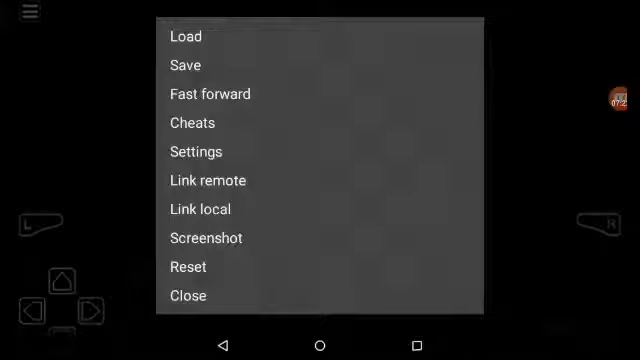 Load
Save
Fast forward
Cheats
Settings
Link remote
Link local
Screenshot
Reset
Close
L
R